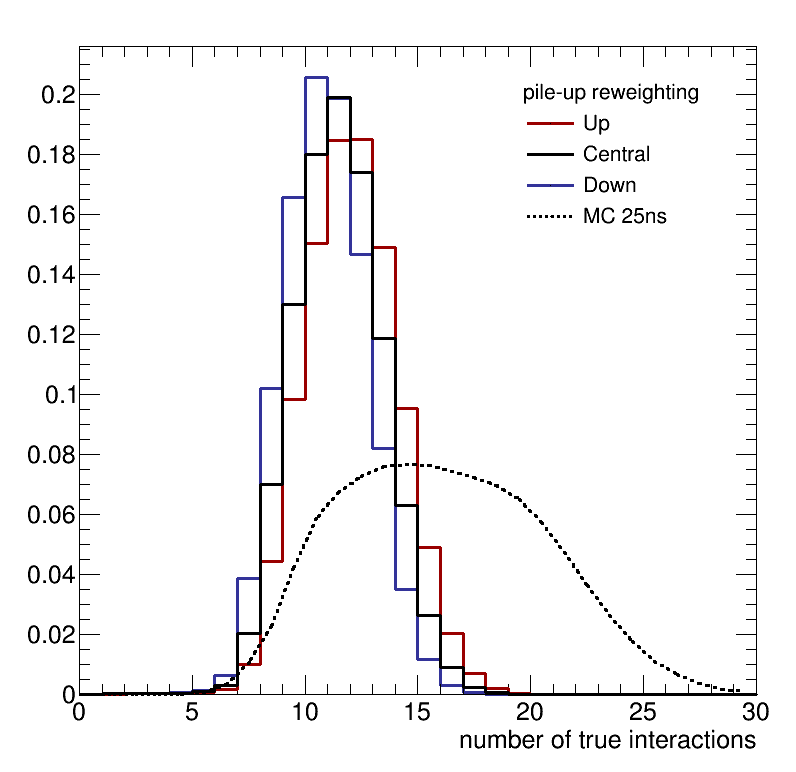 pile-up reweighting
Up
Central
Down
MC 25ns
0.2
0.18
0.16
0.14
0.12
0.1
0.08
0.06
0.04
0.02
0
0 5 10 15 20 25 30
number of true interactions